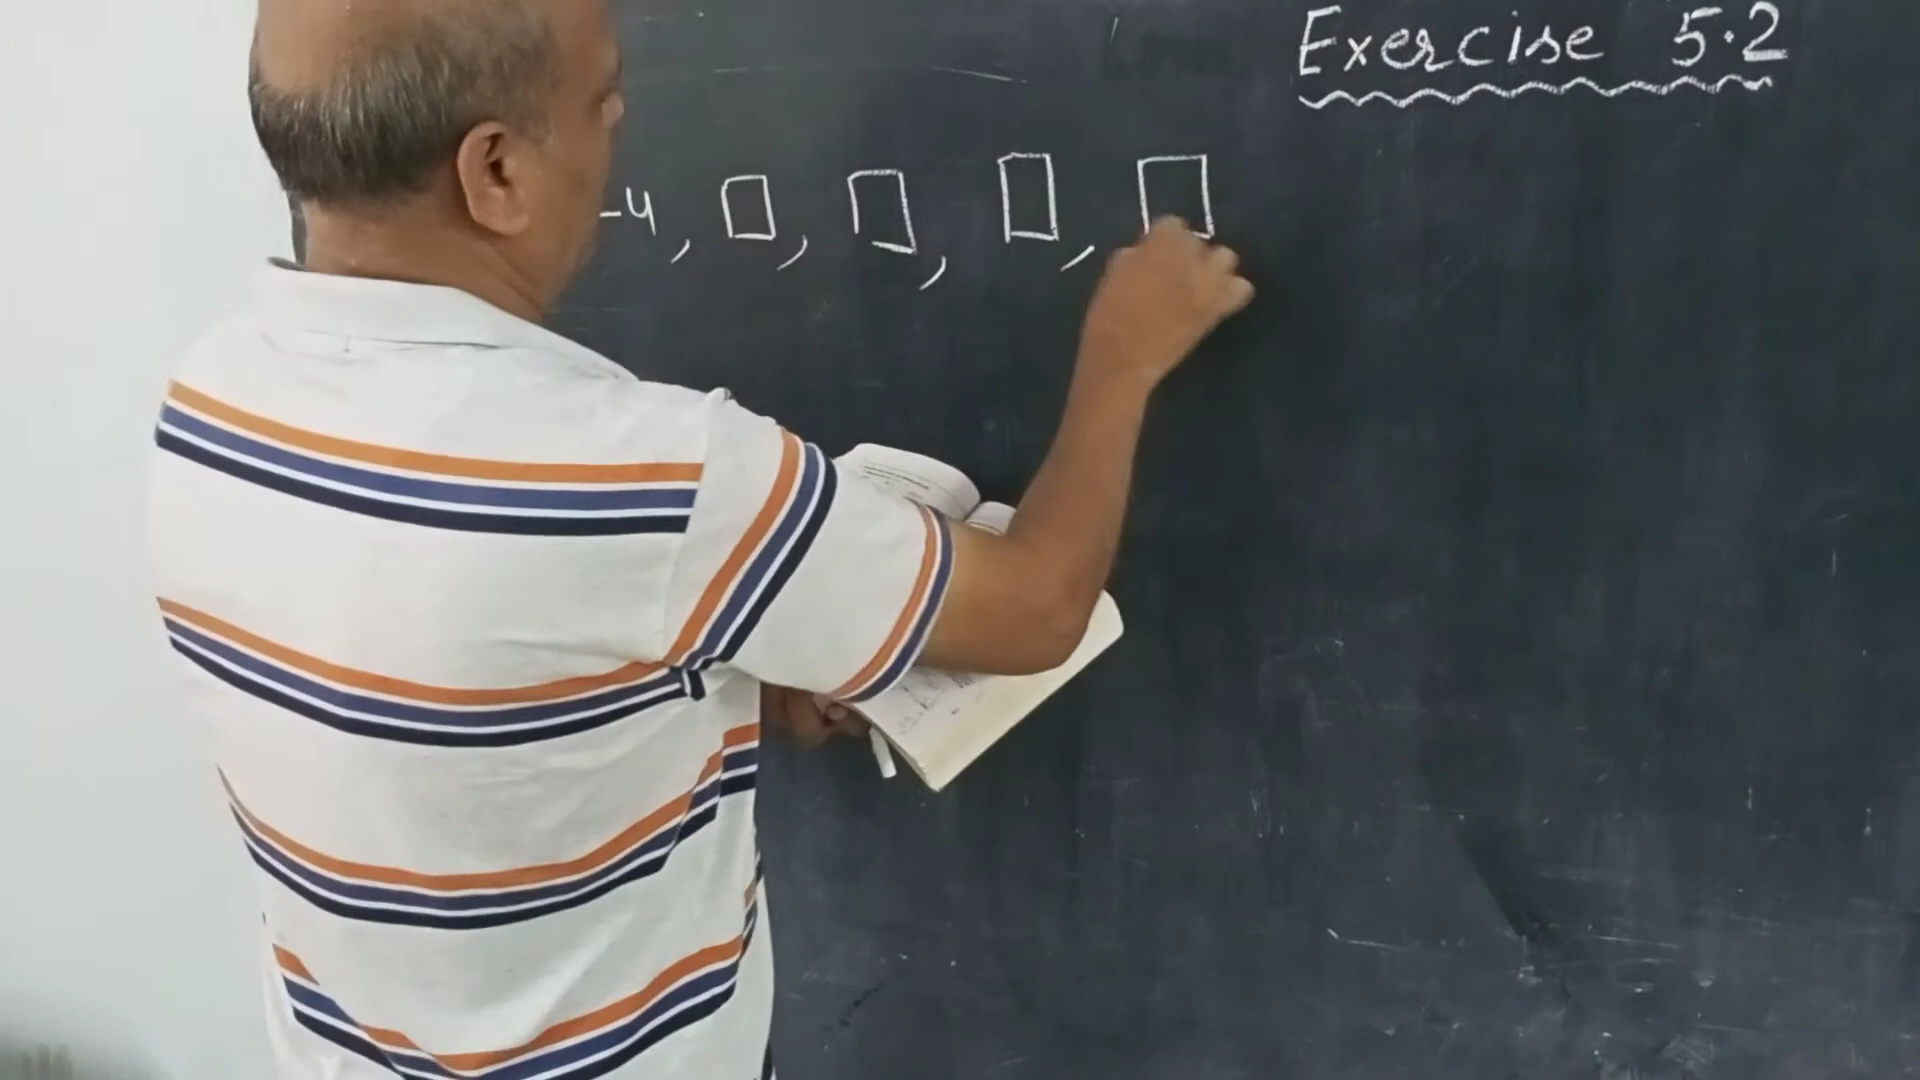 Exercise 5.2
-4, □, □, □, □